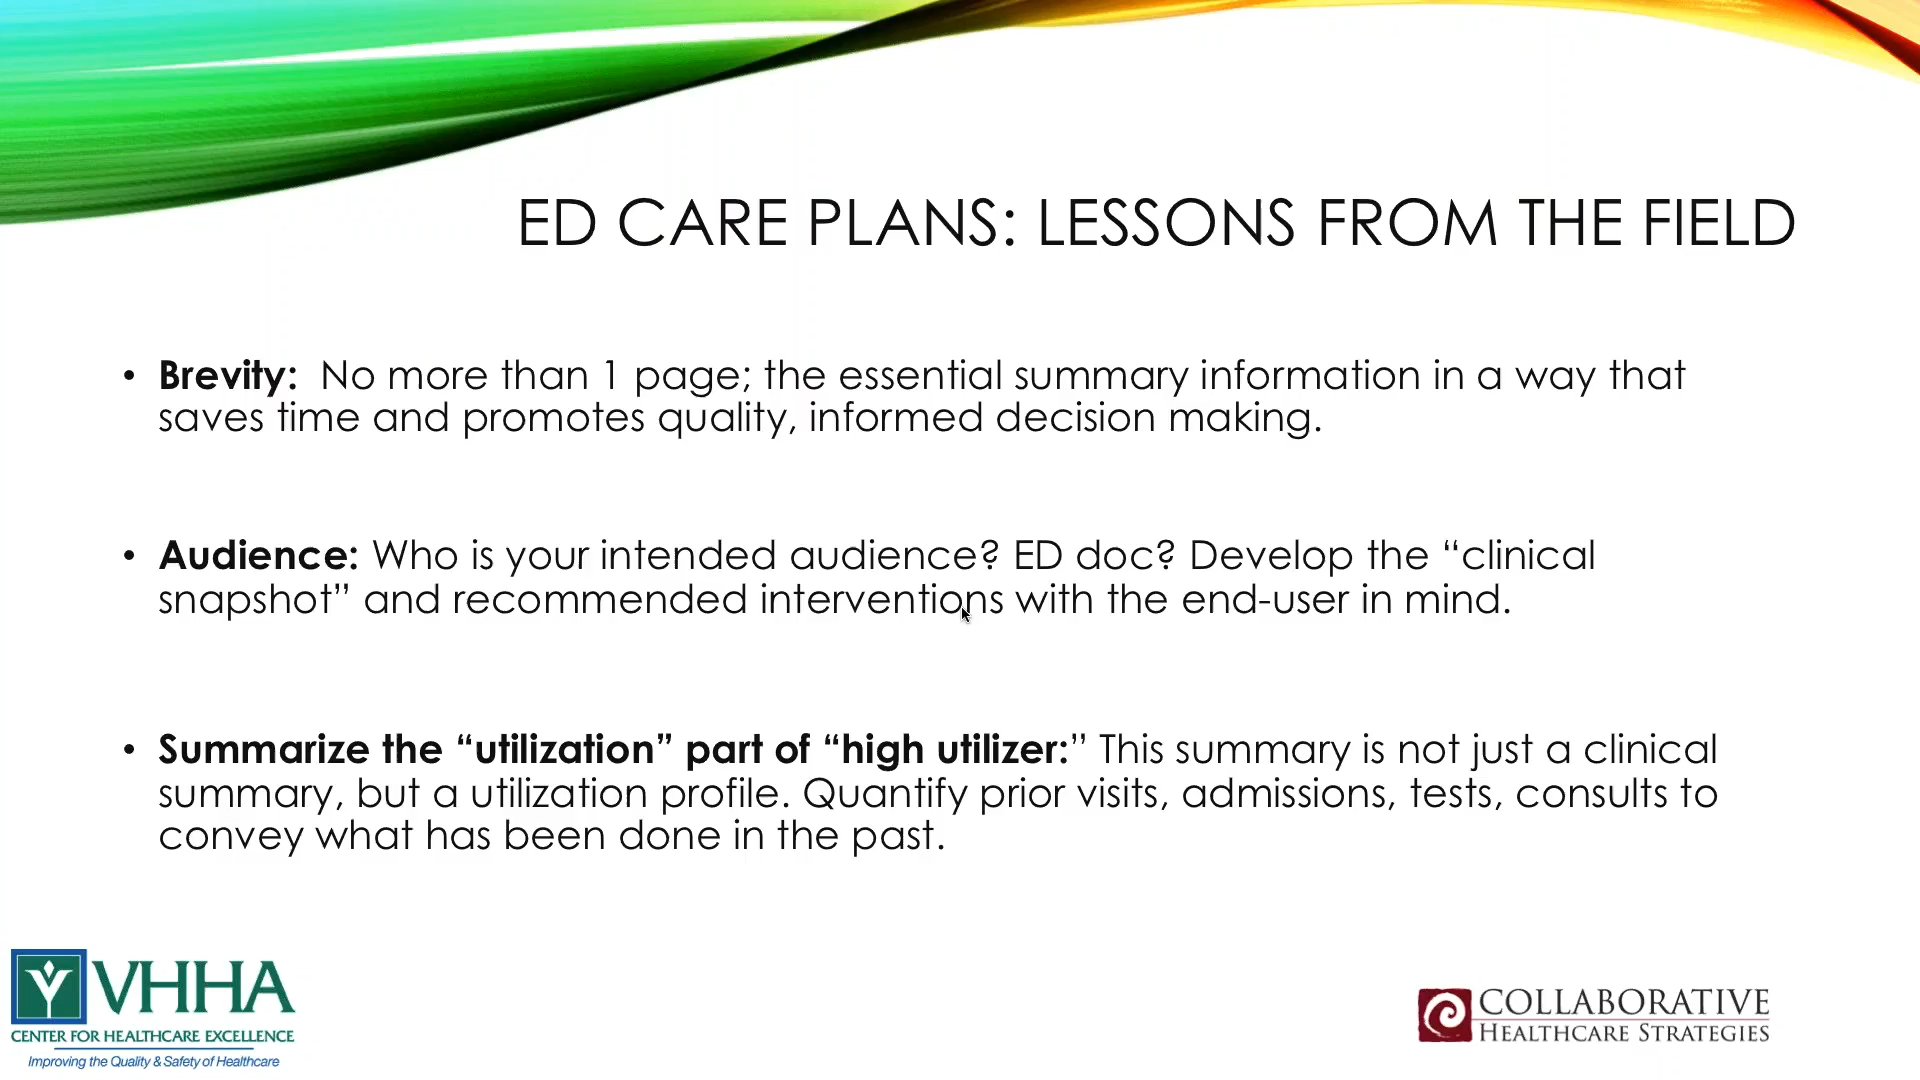 ED CARE PLANS: LESSONS FROM THE FIELD
• Brevity:  No more than 1 page; the essential summary information in a way that
saves time and promotes quality, informed decision making.
• Audience: Who is your intended audience? ED doc? Develop the “clinical
snapshot” and recommended interventions with the end-user in mind.
• Summarize the “utilization” part of “high utilizer:” This summary is not just a clinical
summary, but a utilization profile. Quantify prior visits, admissions, tests, consults to
convey what has been done in the past.
VHHA
CENTER FOR HEALTHCARE EXCELLENCE
Improving the Quality & Safety of Healthcare
COLLABORATIVE
HEALTHCARE STRATEGIES